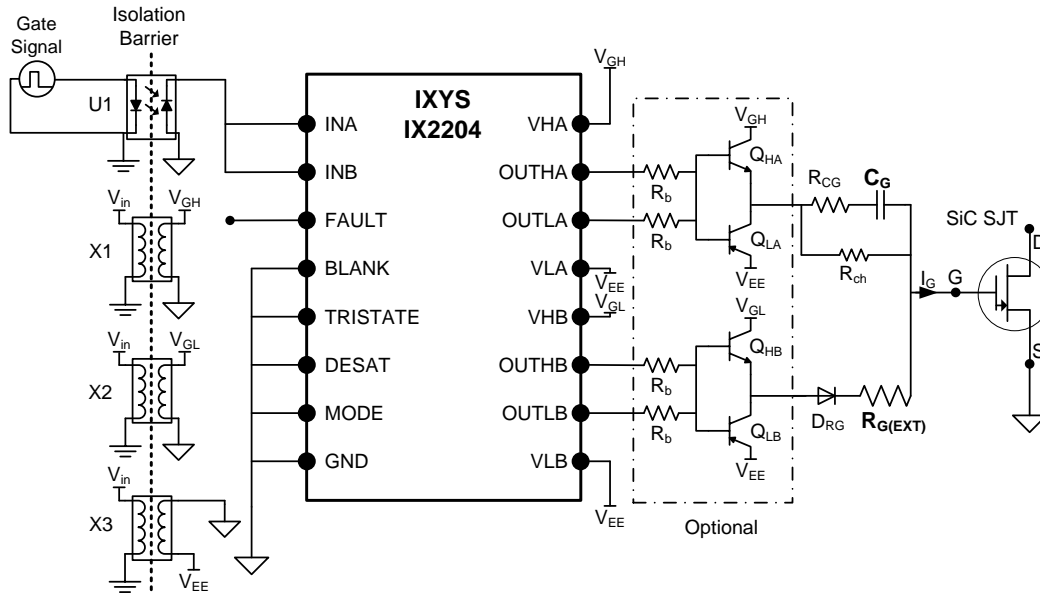 Gate
Signal
Isolation
Barrier
U1
V_in
V_GH
X1
V_in
V_GL
X2
V_in
X3
V_EE
IXYS
IX2204
INA
INB
FAULT
BLANK
TRISTATE
DESAT
MODE
GND
VHA
OUTHA
OUTLA
VLA
VHB
OUTHB
OUTLB
VLB
V_GH
V_EE
V_GL
V_EE
R_b
R_b
R_b
R_b
V_GH
Q_HA
Q_LA
V_EE
V_GL
Q_HB
Q_LB
V_EE
Optional
R_CG
C_G
R_ch
D_RG
R_G(EXT)
I_G
G
SiC SJT
D
S